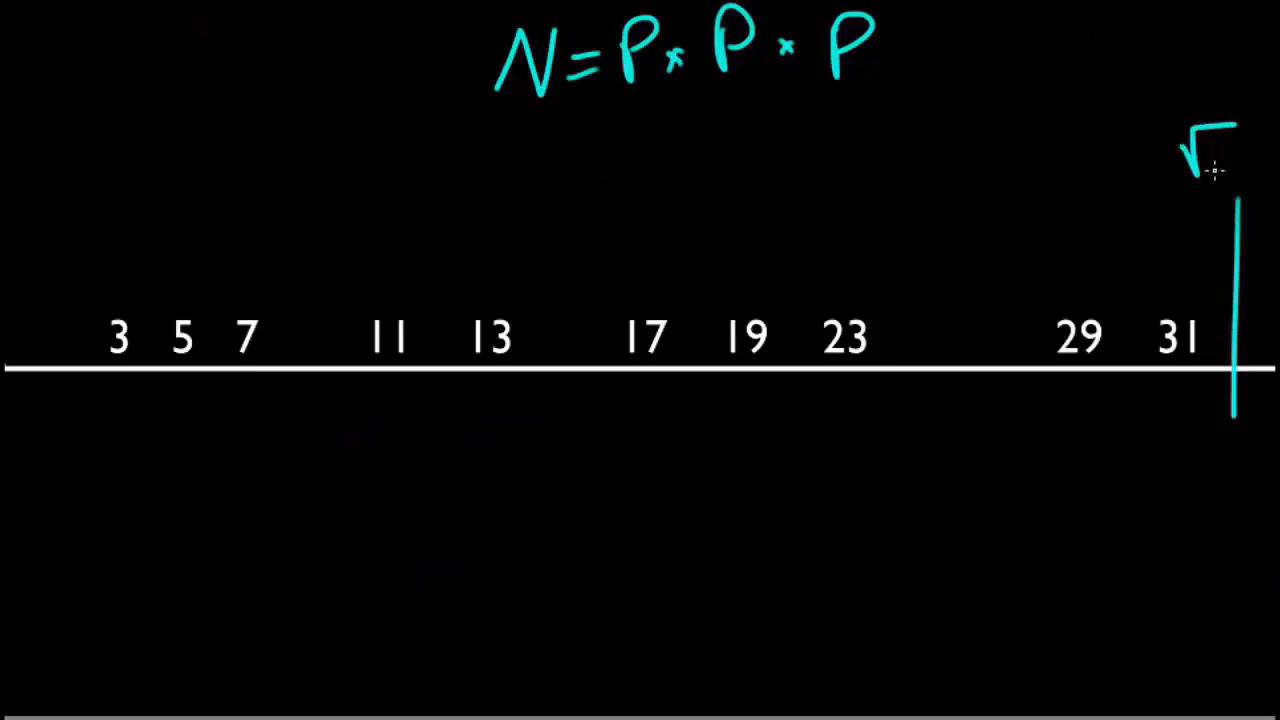 N = P × P × P
√
3 5 7 11 13 17 19 23 29 31